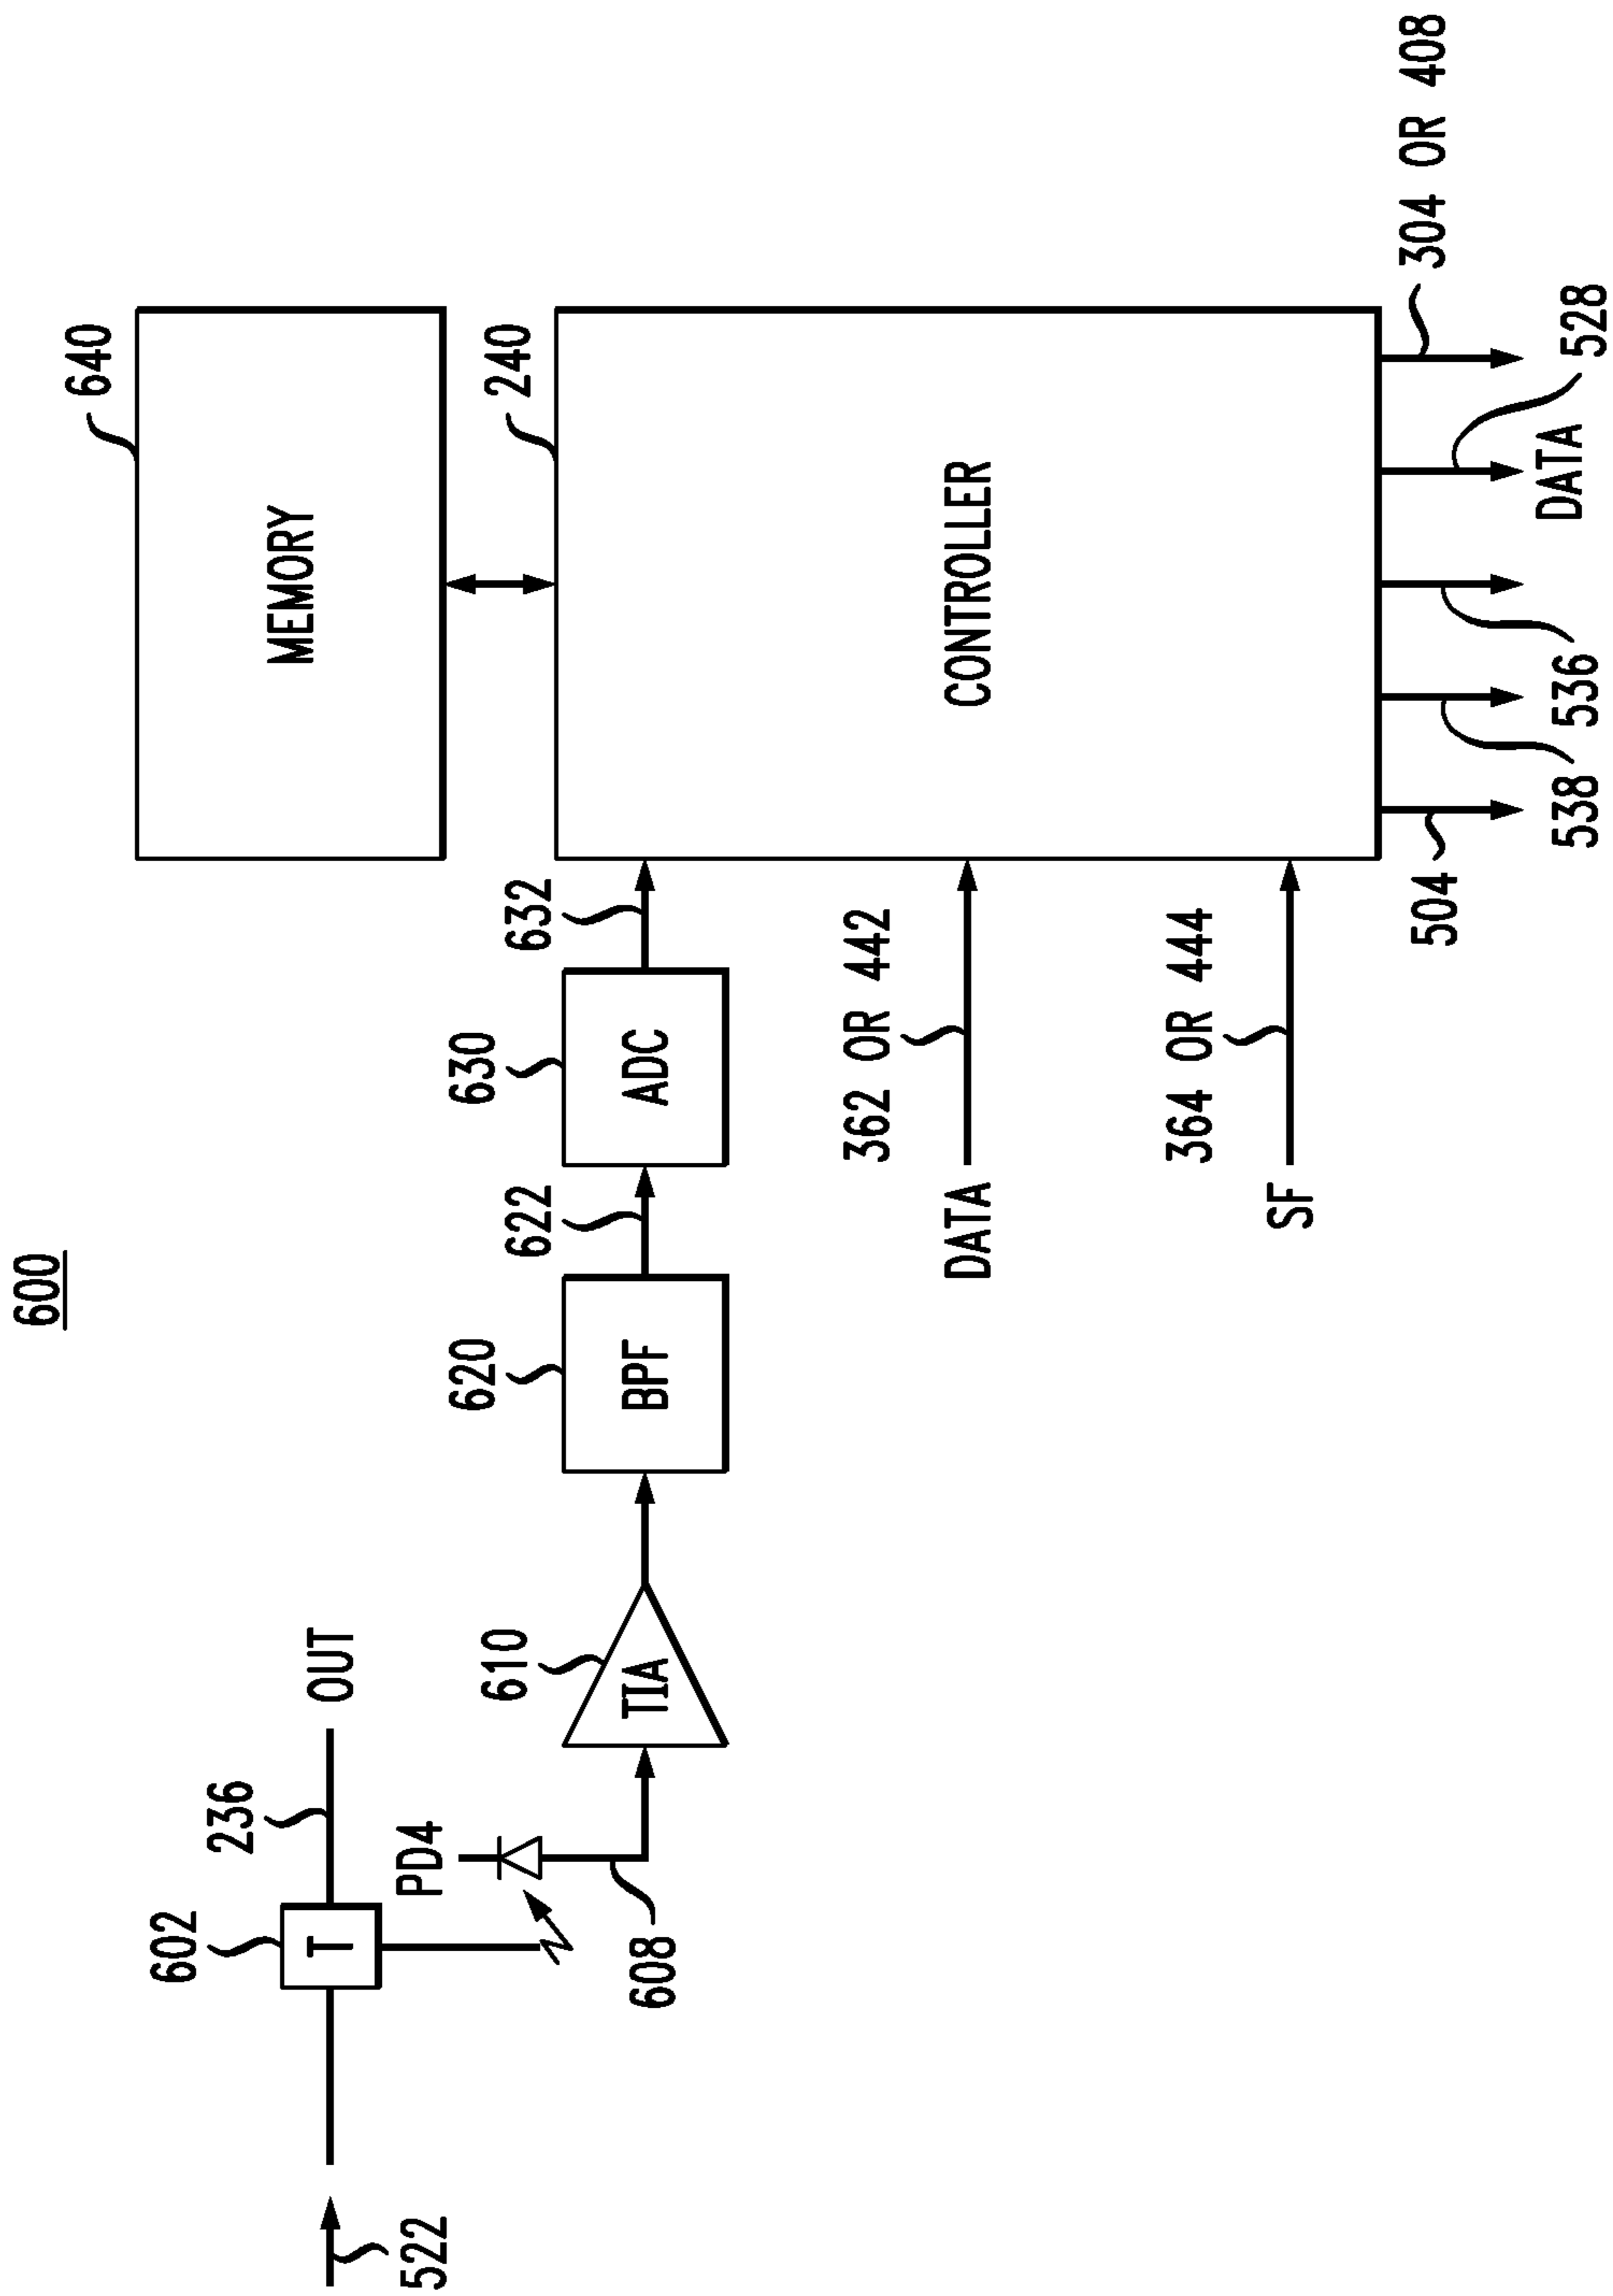 600
640
MEMORY
602
236
OUT
522
PD4
608
610
TIA
620
BPF
622
630
ADC
632
240
CONTROLLER
362 OR 442
DATA
364 OR 444
SF
504
538
536
DATA
528
304 OR 408